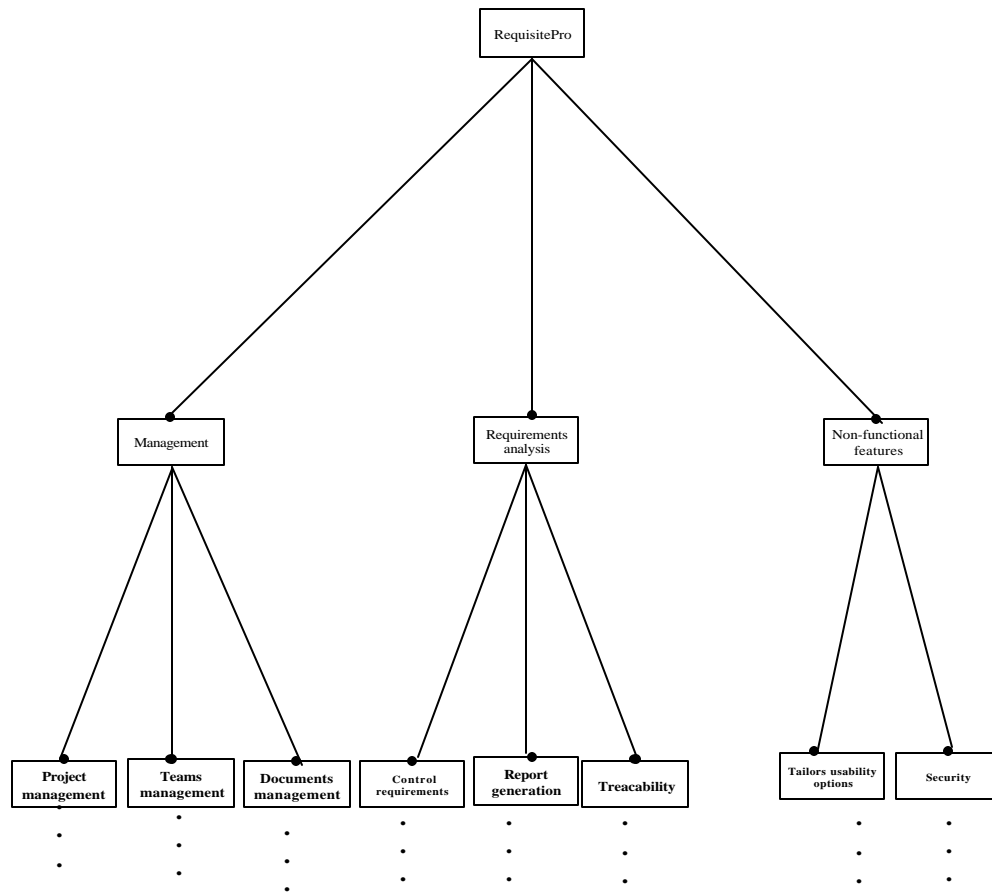 RequisitePro
Management
Requirements
analysis
Non-functional
features
Project
management
Teams
management
Documents
management
Control
requirements
Report
generation
Treacability
Tailors usability
options
Security